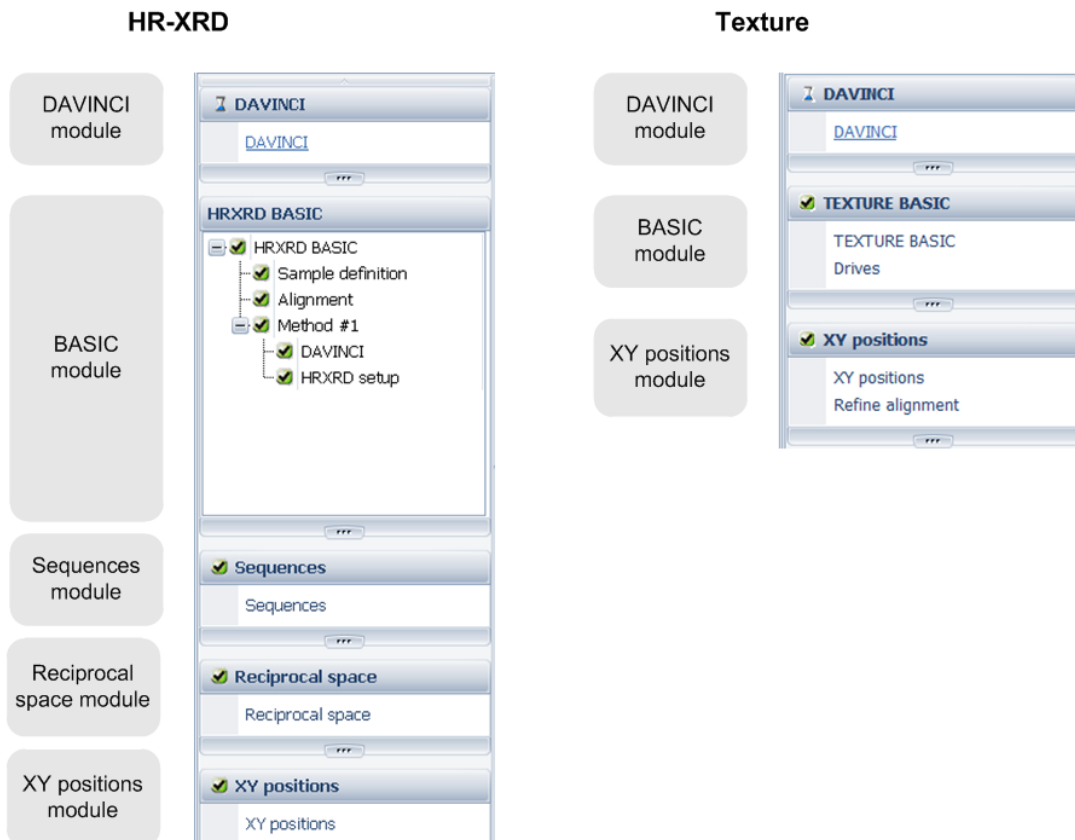 HR-XRD
DAVINCI
module
DAVINCI
DAVINCI
BASIC
module
HRXRD BASIC
HRXRD BASIC
Sample definition
Alignment
Method #1
DAVINCI
HRXRD setup
Sequences
module
Sequences
Sequences
Reciprocal
space module
Reciprocal space
Reciprocal space
XY positions
module
XY positions
XY positions
Texture
DAVINCI
module
DAVINCI
DAVINCI
BASIC
module
TEXTURE BASIC
TEXTURE BASIC
Drives
XY positions
module
XY positions
XY positions
Refine alignment